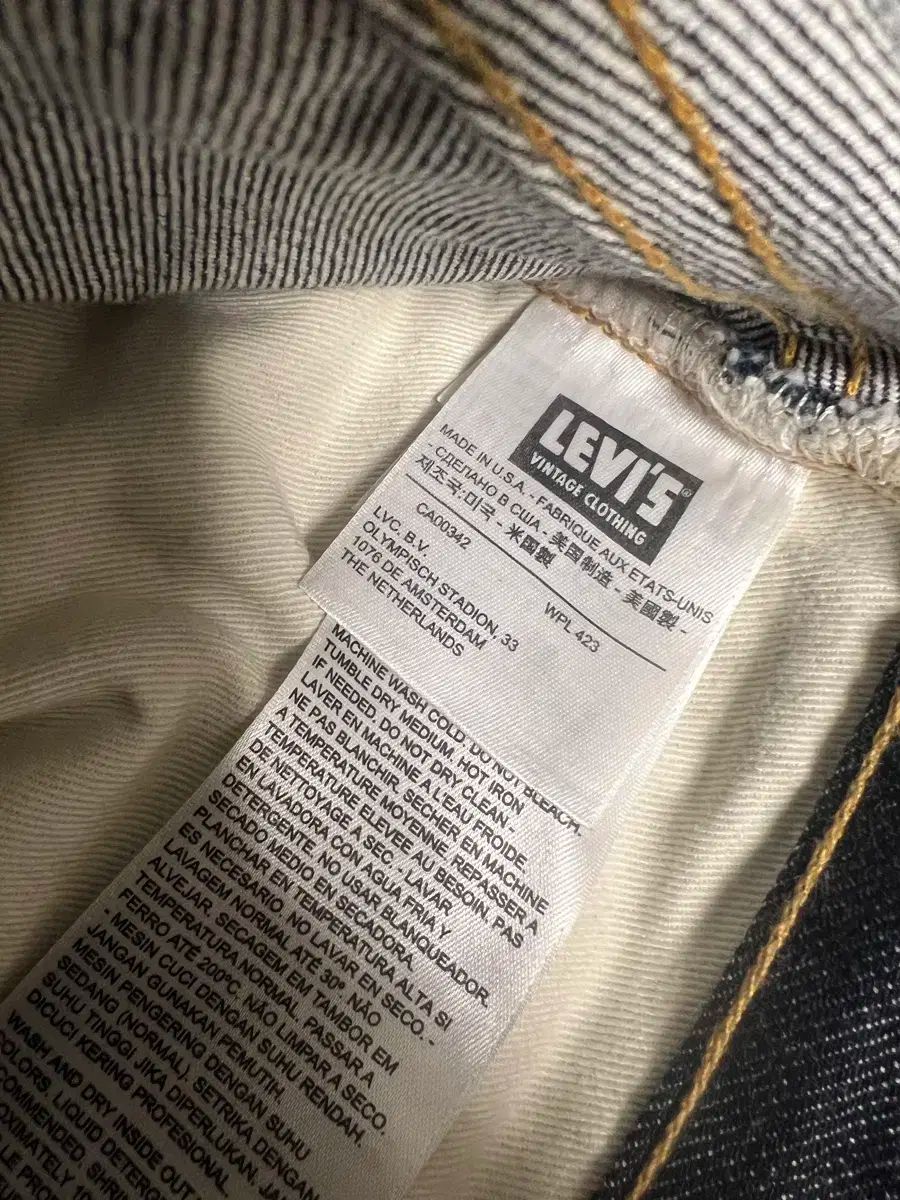 LEVI'S®
VINTAGE CLOTHING
MADE IN U.S.A. - FABRIQUE AUX ETATS-UNIS
- СДЕЛАНО В США - 美国制造 - 美國製 -
제조국:미국 - 米国製
CA00342 WPL 423
LVC, B.V.
OLYMPISCH STADION, 33
1076 DE AMSTERDAM
THE NETHERLANDS
MACHINE WASH COLD. DO NOT BLEACH.
TUMBLE DRY MEDIUM, HOT IRON
IF NEEDED. DO NOT DRY CLEAN -
LAVER EN MACHINE A L'EAU FROIDE.
NE PAS BLANCHIR, SECHER EN MACHINE
A TEMPERATURE MOYENNE. REPASSER A
TEMPERATURE ELEVEE AU BESOIN. PAS
DE NETTOYAGE A SEC - LAVAR
EN LAVADORA CON AGUA FRIA Y
DETERGENTE. NO USAR BLANQUEADOR.
SECADO MEDIO EN SECADORA.
PLANCHAR EN TEMPERATURA ALTA SI
ES NECESARIO. NO LAVAR EN SECO. -
LAVAGEM NORMAL ATÉ 30º NÃO
ALVEJAR. SECAGEM EM TAMBOR EM
TEMPERATURA NORMAL. PASSAR A
FERRO ATÉ 200ºC. NÃO LIMPAR A SECO.
- MESIN CUCI DENGAN SUHU RENDAH.
JANGAN GUNAKAN PEMUTIH.
MESIN PENGERING DENGAN SUHU
SEDANG (NORMAL). SETRIKA DENGAN
SUHU TINGGI JIKA DIPERLUKAN. JANGAN
DICUCI KERING PROFESIONAL
WASH AND DRY INSIDE OUT
COLORS. LIQUID DETERGENT